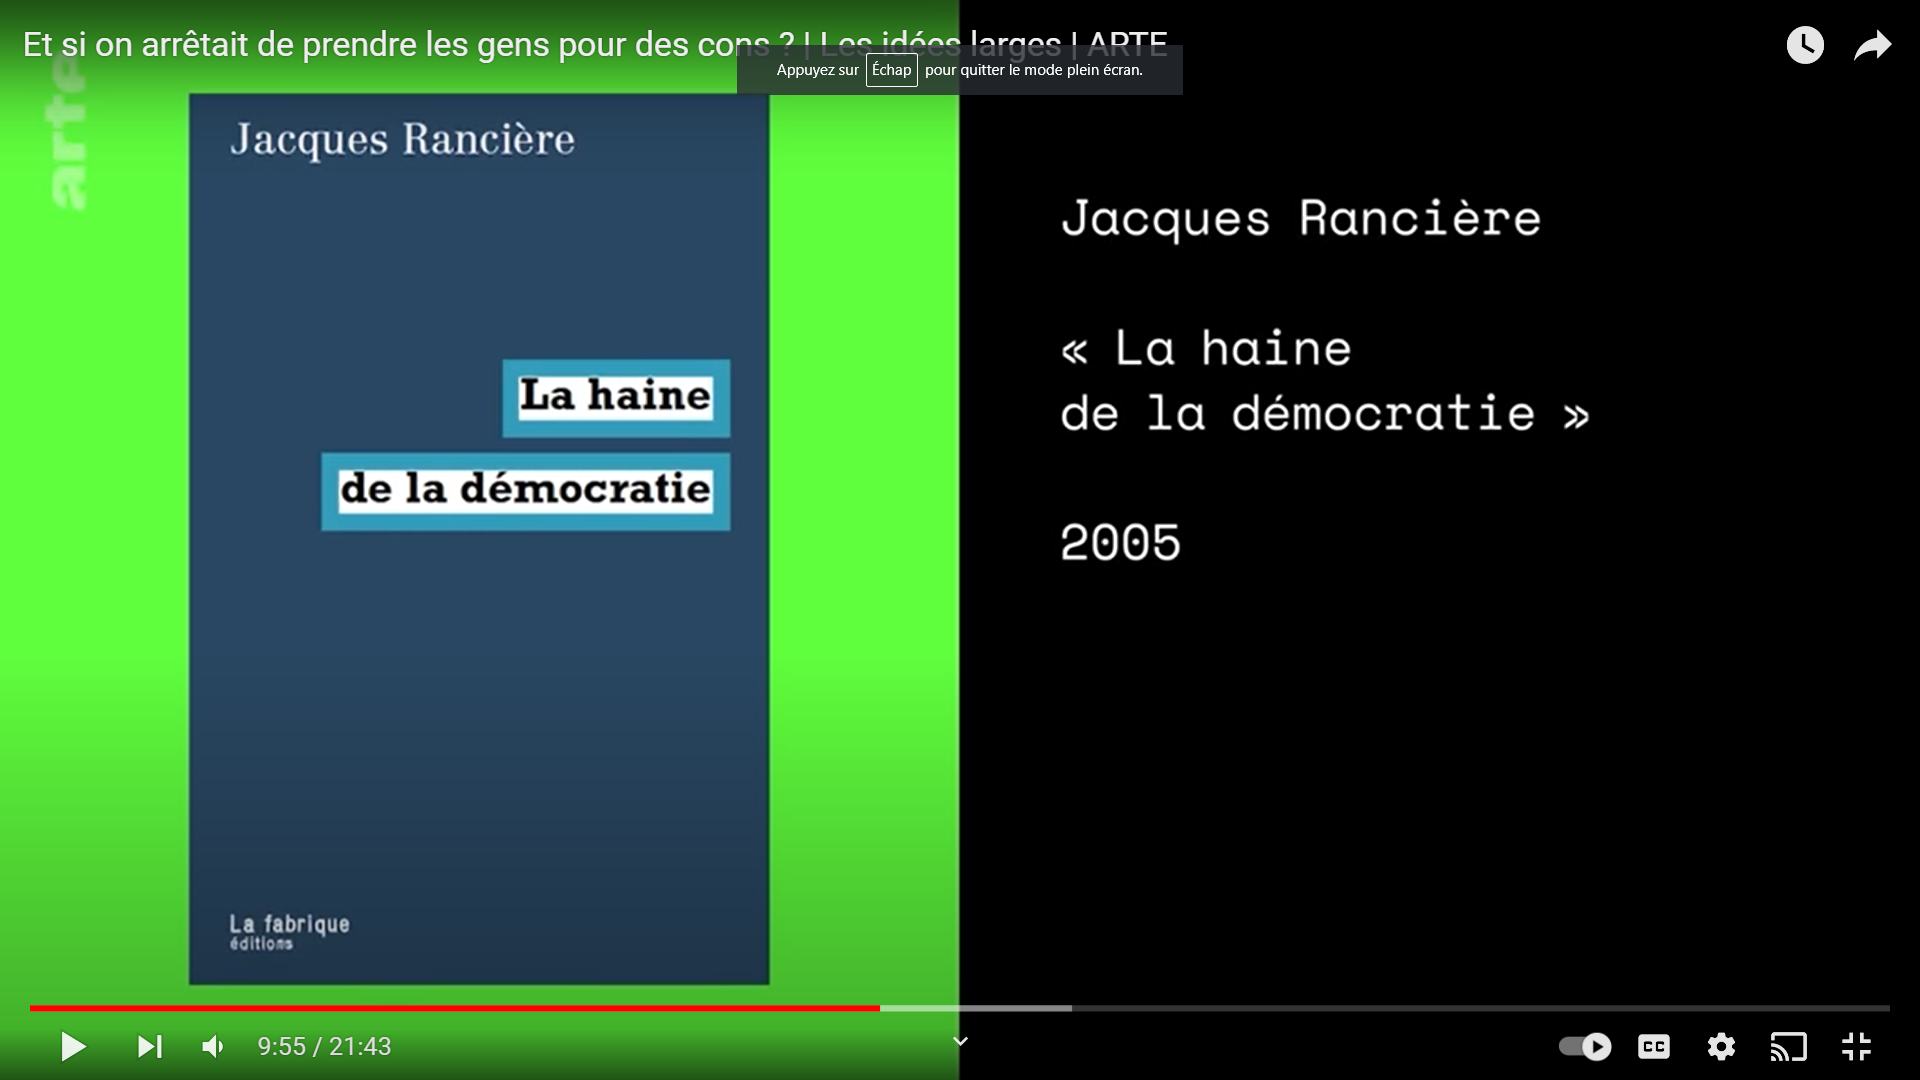 Et si on arrêtait de prendre les gens pour des cons ? | Les idées larges | ARTE
Appuyez sur Échap pour quitter le mode plein écran.
arte
Jacques Rancière
La haine
de la démocratie
La fabrique
éditions
Jacques Rancière
« La haine
de la démocratie »
2005
9:55 / 21:43
CC